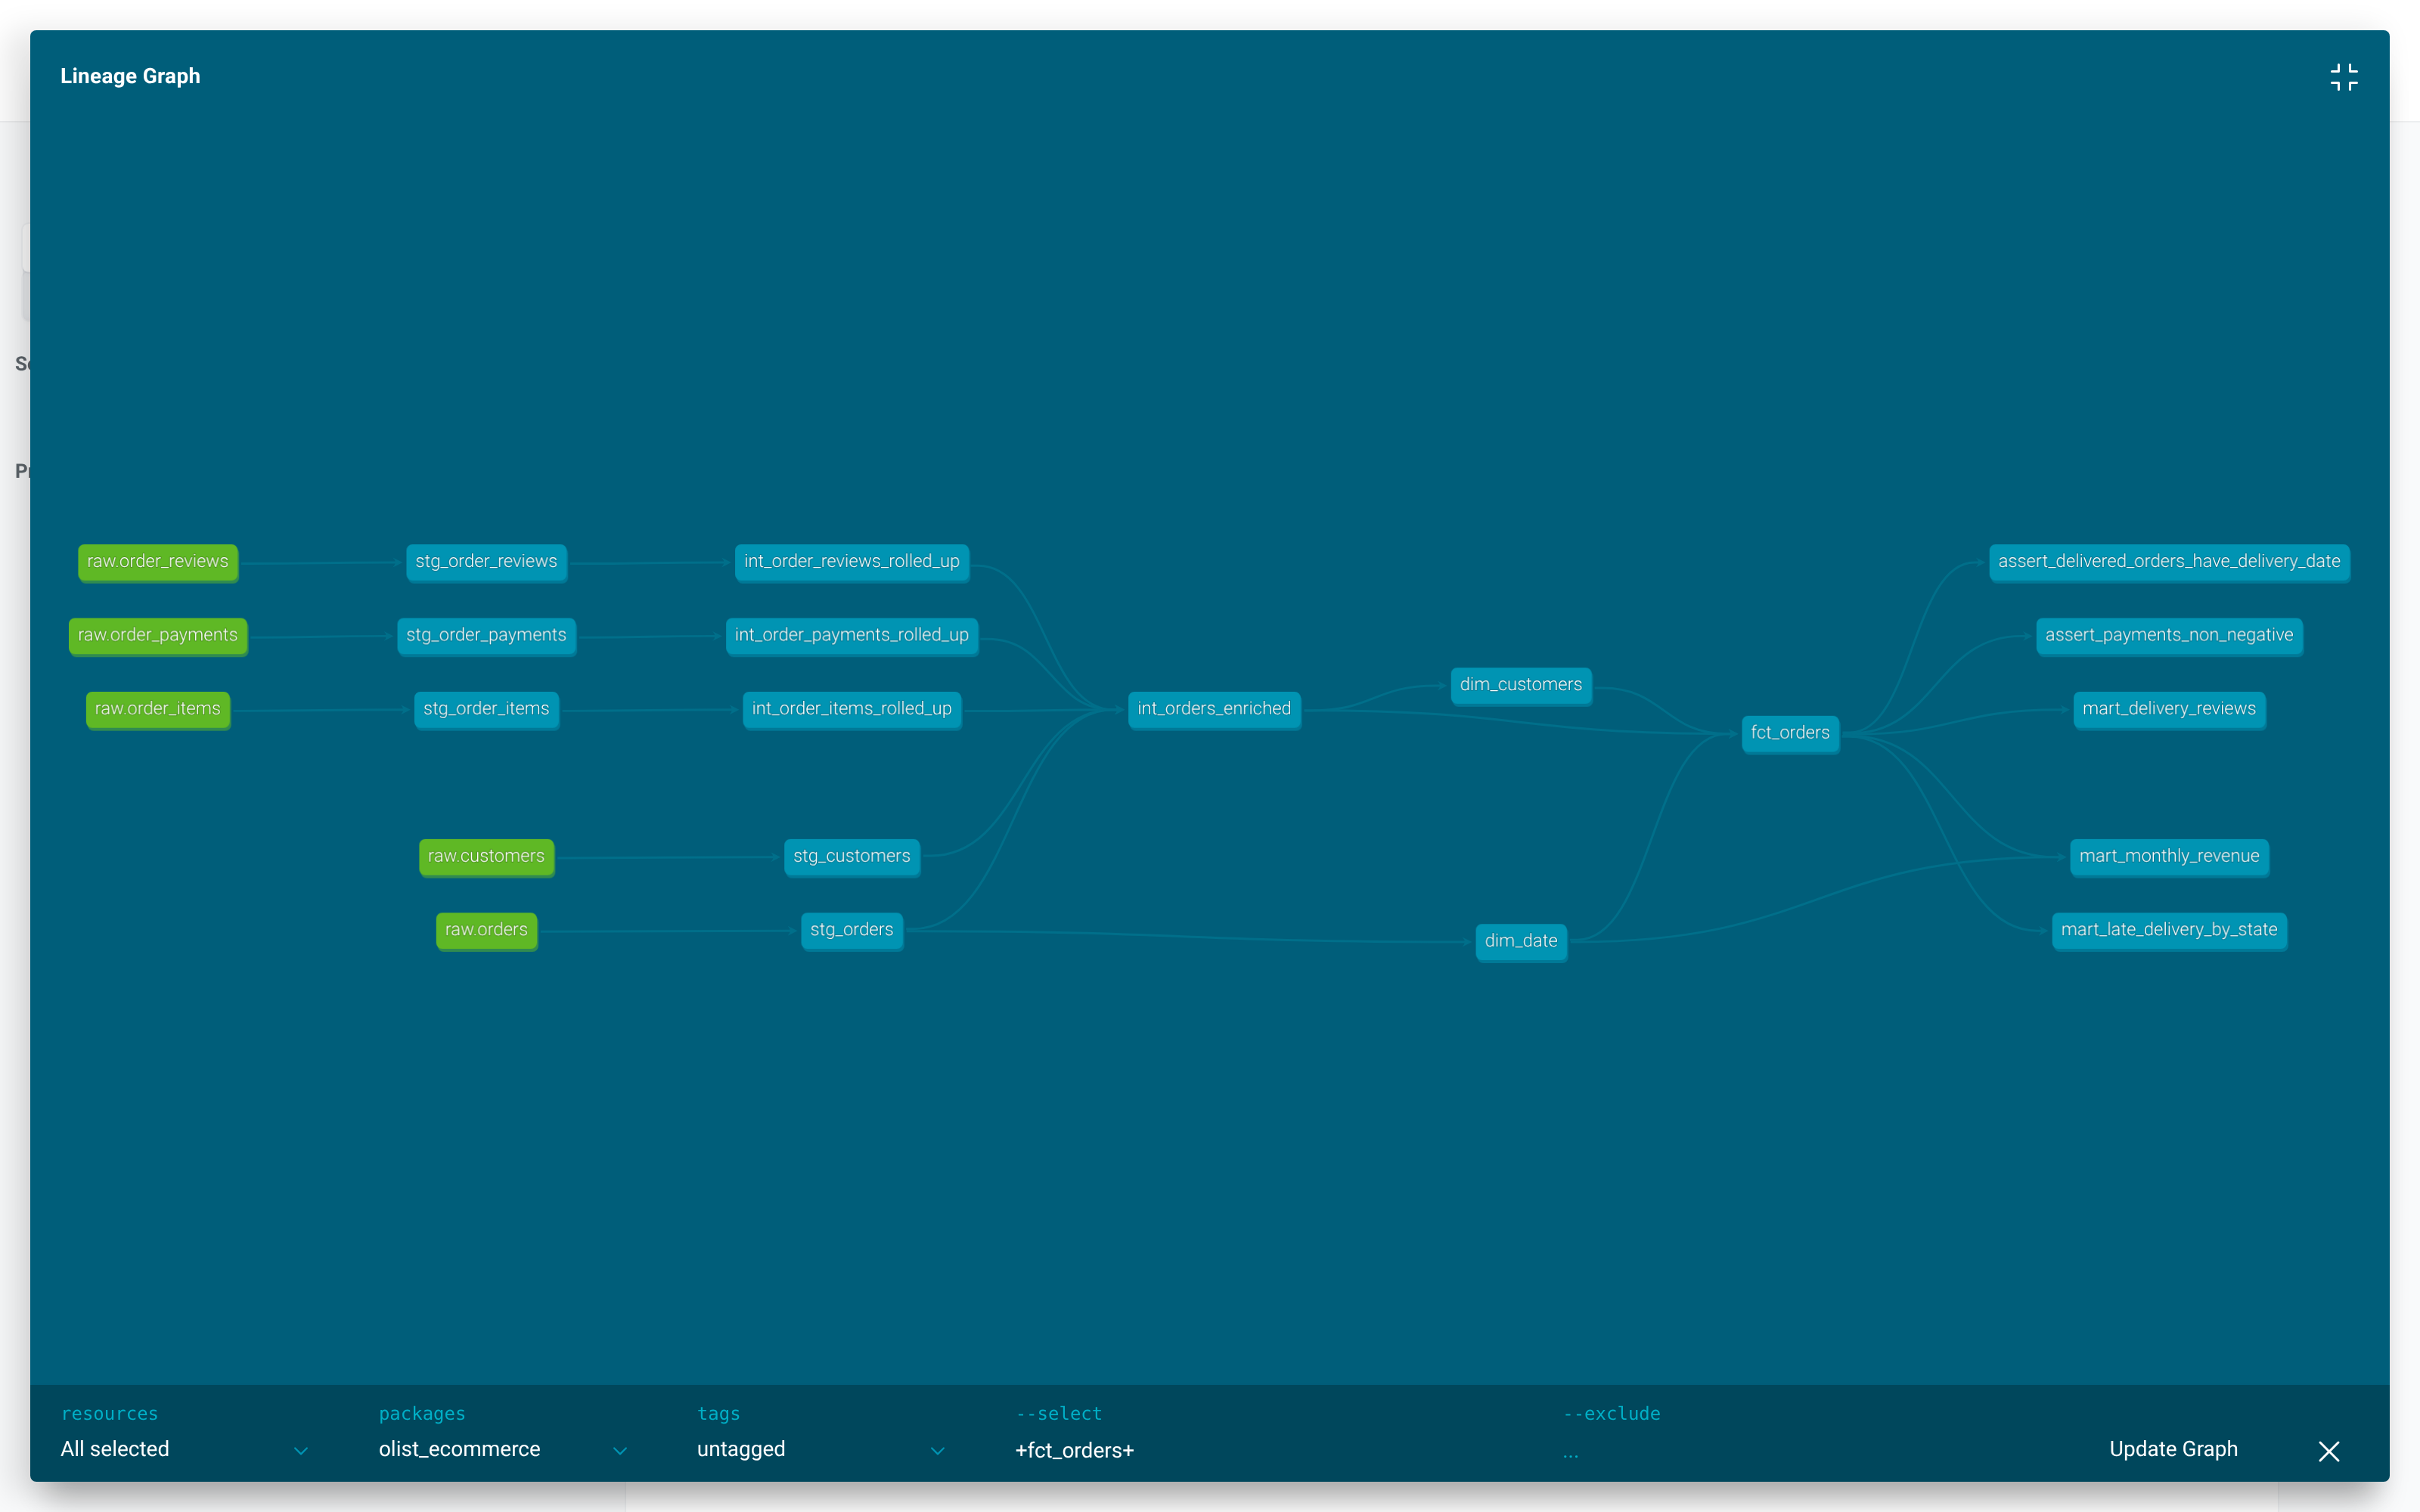 Lineage Graph
raw.order_reviews
stg_order_reviews
int_order_reviews_rolled_up
assert_delivered_orders_have_delivery_date
raw.order_payments
stg_order_payments
int_order_payments_rolled_up
assert_payments_non_negative
dim_customers
raw.order_items
stg_order_items
int_order_items_rolled_up
int_orders_enriched
mart_delivery_reviews
fct_orders
raw.customers
stg_customers
mart_monthly_revenue
raw.orders
stg_orders
mart_late_delivery_by_state
dim_date
resources
packages
tags
--select
--exclude
All selected
olist_ecommerce
untagged
+fct_orders+
...
Update Graph